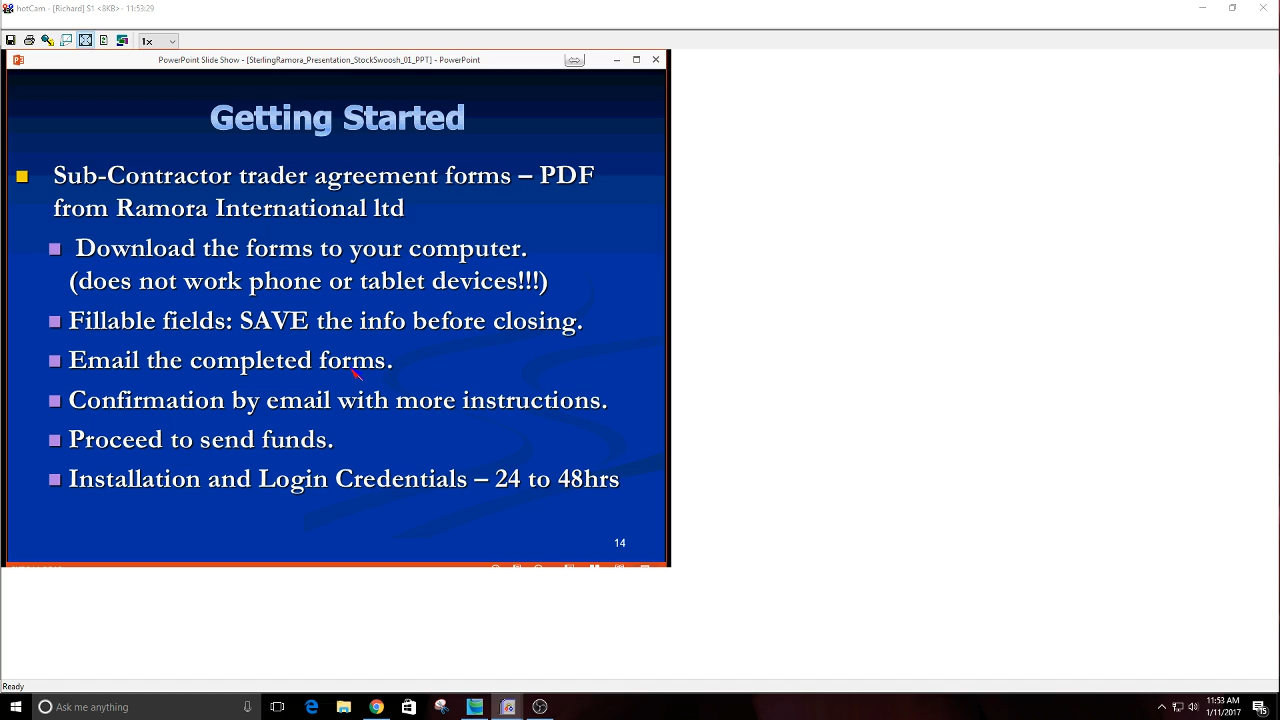 hotCam - [Richard] S1 <8KB> - 11:53:29
1x
PowerPoint Slide Show - [SterlingRamora_Presentation_StockSwoosh_01_PPT] - PowerPoint
Getting Started
Sub-Contractor trader agreement forms – PDF
from Ramora International ltd
Download the forms to your computer.
(does not work phone or tablet devices!!!)
Fillable fields: SAVE the info before closing.
Email the completed forms.
Confirmation by email with more instructions.
Proceed to send funds.
Installation and Login Credentials – 24 to 48hrs
14
Ready
Ask me anything
11:53 AM
1/11/2017